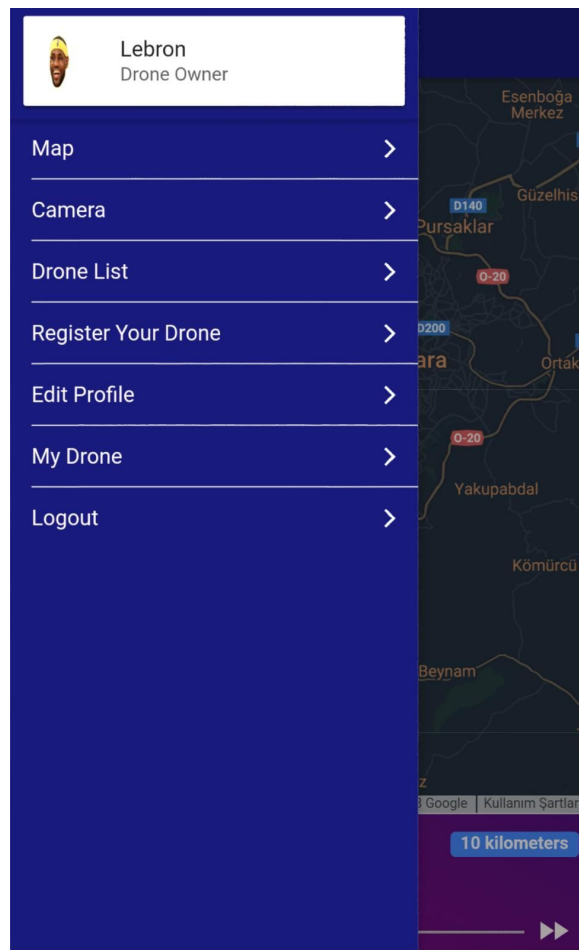 Lebron
Drone Owner
Map
Camera
Drone List
Register Your Drone
Edit Profile
My Drone
Logout
Esenboğa
Merkez
Güzelhis
D140
Pursaklar
O-20
D200
ara
Ortak
O-20
Yakupabdal
Kömürcü
Beynam
z
Google
Kullanım Şartlar
10 kilometers